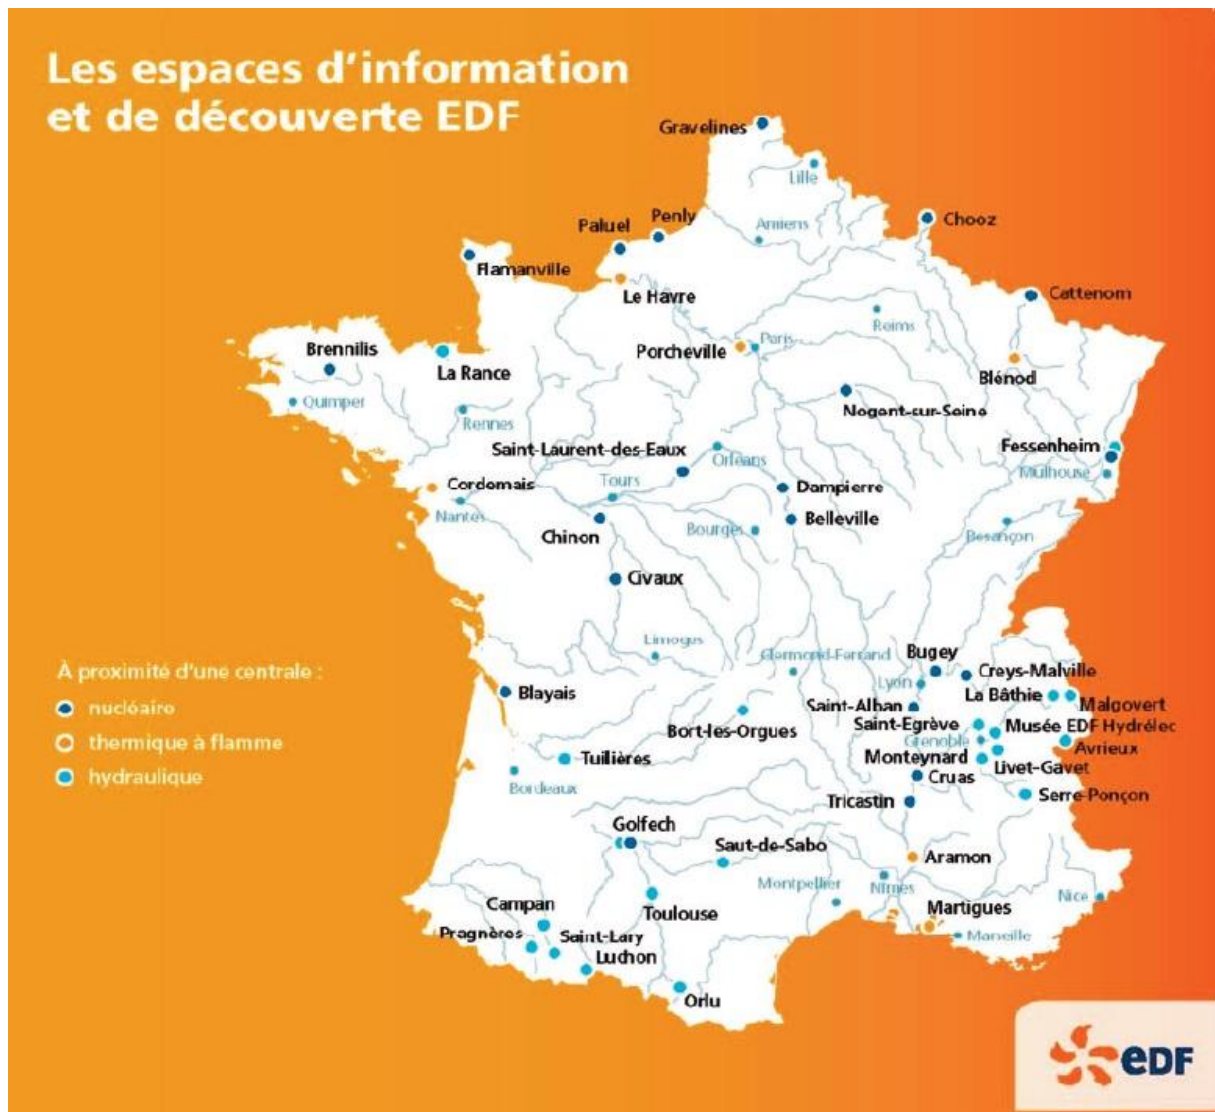 Les espaces d'information
et de découverte EDF
Gravelines
Lille
Chooz
Penly
Paluel
Amiens
Flamanville
Le Havre
Cattenom
Reims
Paris
Porcheville
Brennilis
La Rance
Blénod
Quimper
Rennes
Nogent-sur-Seine
Saint-Laurent-des-Eaux
Orléans
Fessenheim
Mulhouse
Cordemais
Tours
Dampierre
Nantes
Belleville
Bourges
Besançon
Chinon
Civaux
Limoges
Clermond-Ferrand
Bugey
À proximité d'une centrale :
Creys-Malville
Lyon
Blayais
La Bâthie
Malgovert
nucléaire
Saint-Alban
Saint-Egrève
Musée EDF Hydrélec
Bort-les-Orgues
thermique à flamme
Grenoble
Avrieux
Tuillières
Monteynard
Livet-Gavet
hydraulique
Cruas
Bordeaux
Serre-Ponçon
Tricastin
Golfech
Saut-de-Sabo
Aramon
Montpellier
Nîmes
Nice
Campan
Toulouse
Martigues
Pragnères
Saint-Lary
Marseille
Luchon
Orlu
eDF